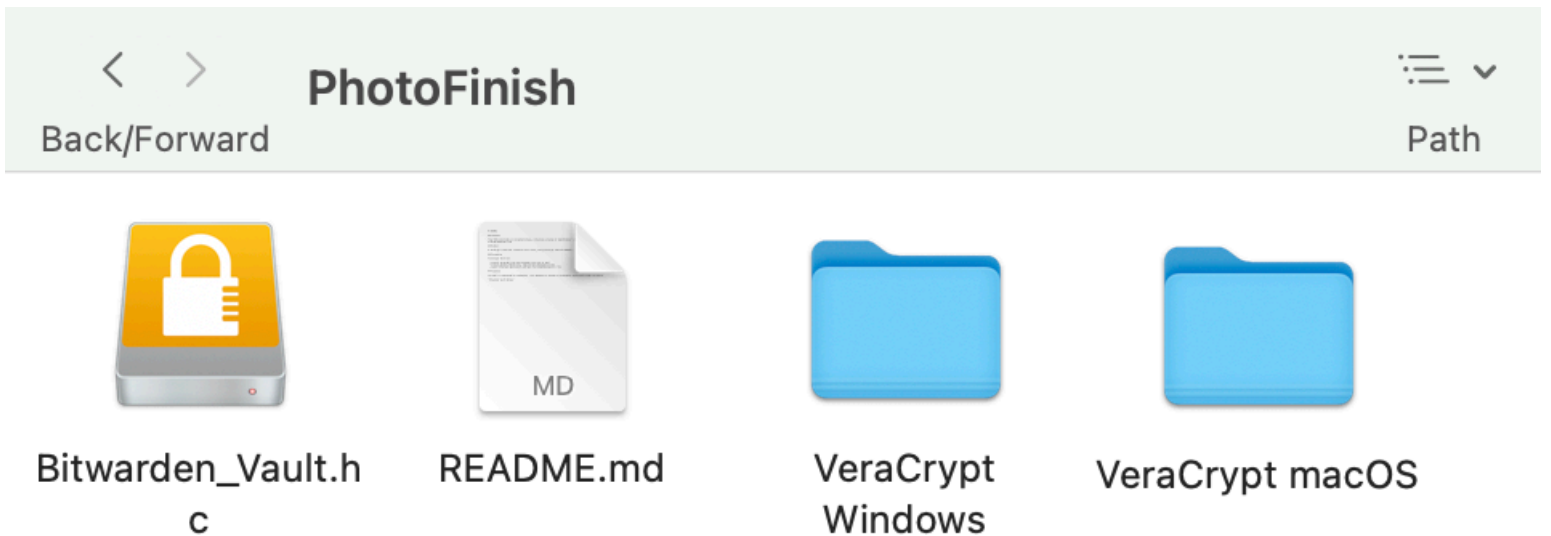 PhotoFinish
Back/Forward
Path
MD
Bitwarden_Vault.h
c
README.md
VeraCrypt
Windows
VeraCrypt macOS